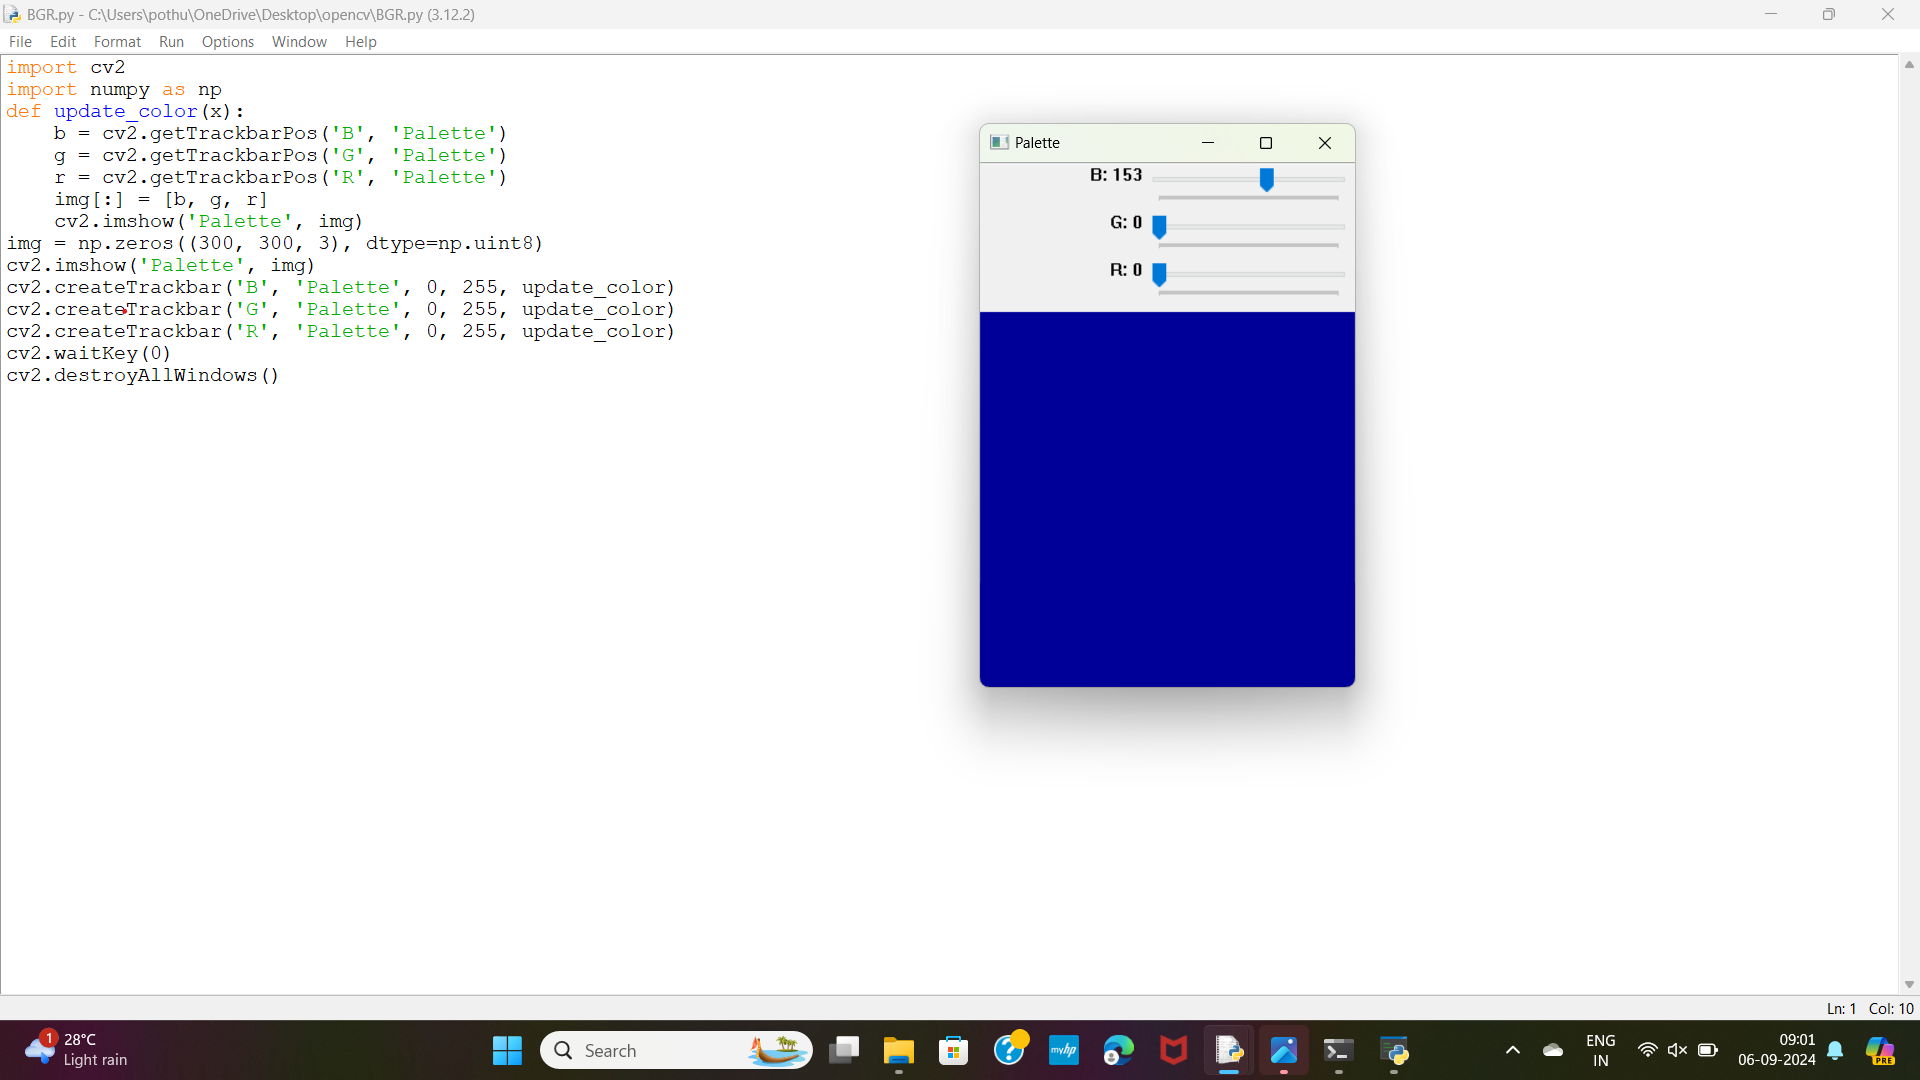 BGR.py - C:\Users\pothu\OneDrive\Desktop\opencv\BGR.py (3.12.2)
File Edit Format Run Options Window Help
import cv2
import numpy as np
def update_color(x):
    b = cv2.getTrackbarPos('B', 'Palette')
    g = cv2.getTrackbarPos('G', 'Palette')
    r = cv2.getTrackbarPos('R', 'Palette')
    img[:] = [b, g, r]
    cv2.imshow('Palette', img)
img = np.zeros((300, 300, 3), dtype=np.uint8)
cv2.imshow('Palette', img)
cv2.createTrackbar('B', 'Palette', 0, 255, update_color)
cv2.createTrackbar('G', 'Palette', 0, 255, update_color)
cv2.createTrackbar('R', 'Palette', 0, 255, update_color)
cv2.waitKey(0)
cv2.destroyAllWindows()
Palette
B: 153
G: 0
R: 0
Ln: 1 Col: 10
1
28°C
Light rain
Search
myhp
ENG
IN
09:01
06-09-2024
PRE